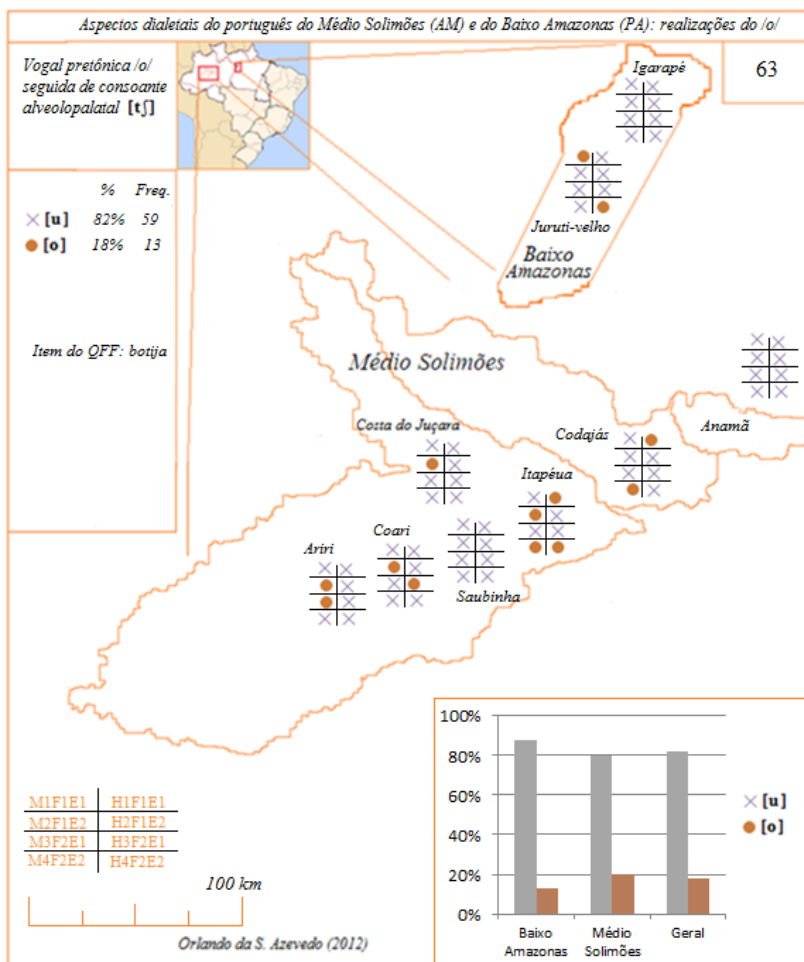 Aspectos dialetais do português do Médio Solimões (AM) e do Baixo Amazonas (PA): realizações do /o/
Vogal pretônica /o/
seguida de consoante
alveolopalatal [tʃ]
63
% Freq.
[u] 82% 59
[o] 18% 13
Item do QFF: botija
Igarapé
Juruti-velho
Baixo
Amazonas
Médio Solimões
Costa do Juçara
Codajás
Anamã
Itapéua
Coari
Ariri
Saubinha
M1F1E1 H1F1E1
M2F1E2 H2F1E2
M3F2E1 H3F2E1
M4F2E2 H4F2E2
100 km
Orlando da S. Azevedo (2012)
100%
80%
60%
40%
20%
0%
Baixo
Amazonas
Médio
Solimões
Geral
[u]
[o]